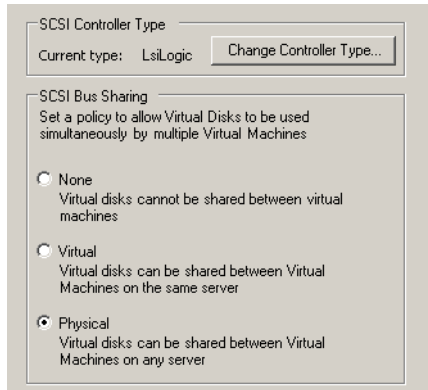 SCSI Controller Type
Current type: LsiLogic Change Controller Type...
SCSI Bus Sharing
Set a policy to allow Virtual Disks to be used
simultaneously by multiple Virtual Machines
None
Virtual disks cannot be shared between virtual
machines
Virtual
Virtual disks can be shared between Virtual
Machines on the same server
Physical
Virtual disks can be shared between Virtual
Machines on any server